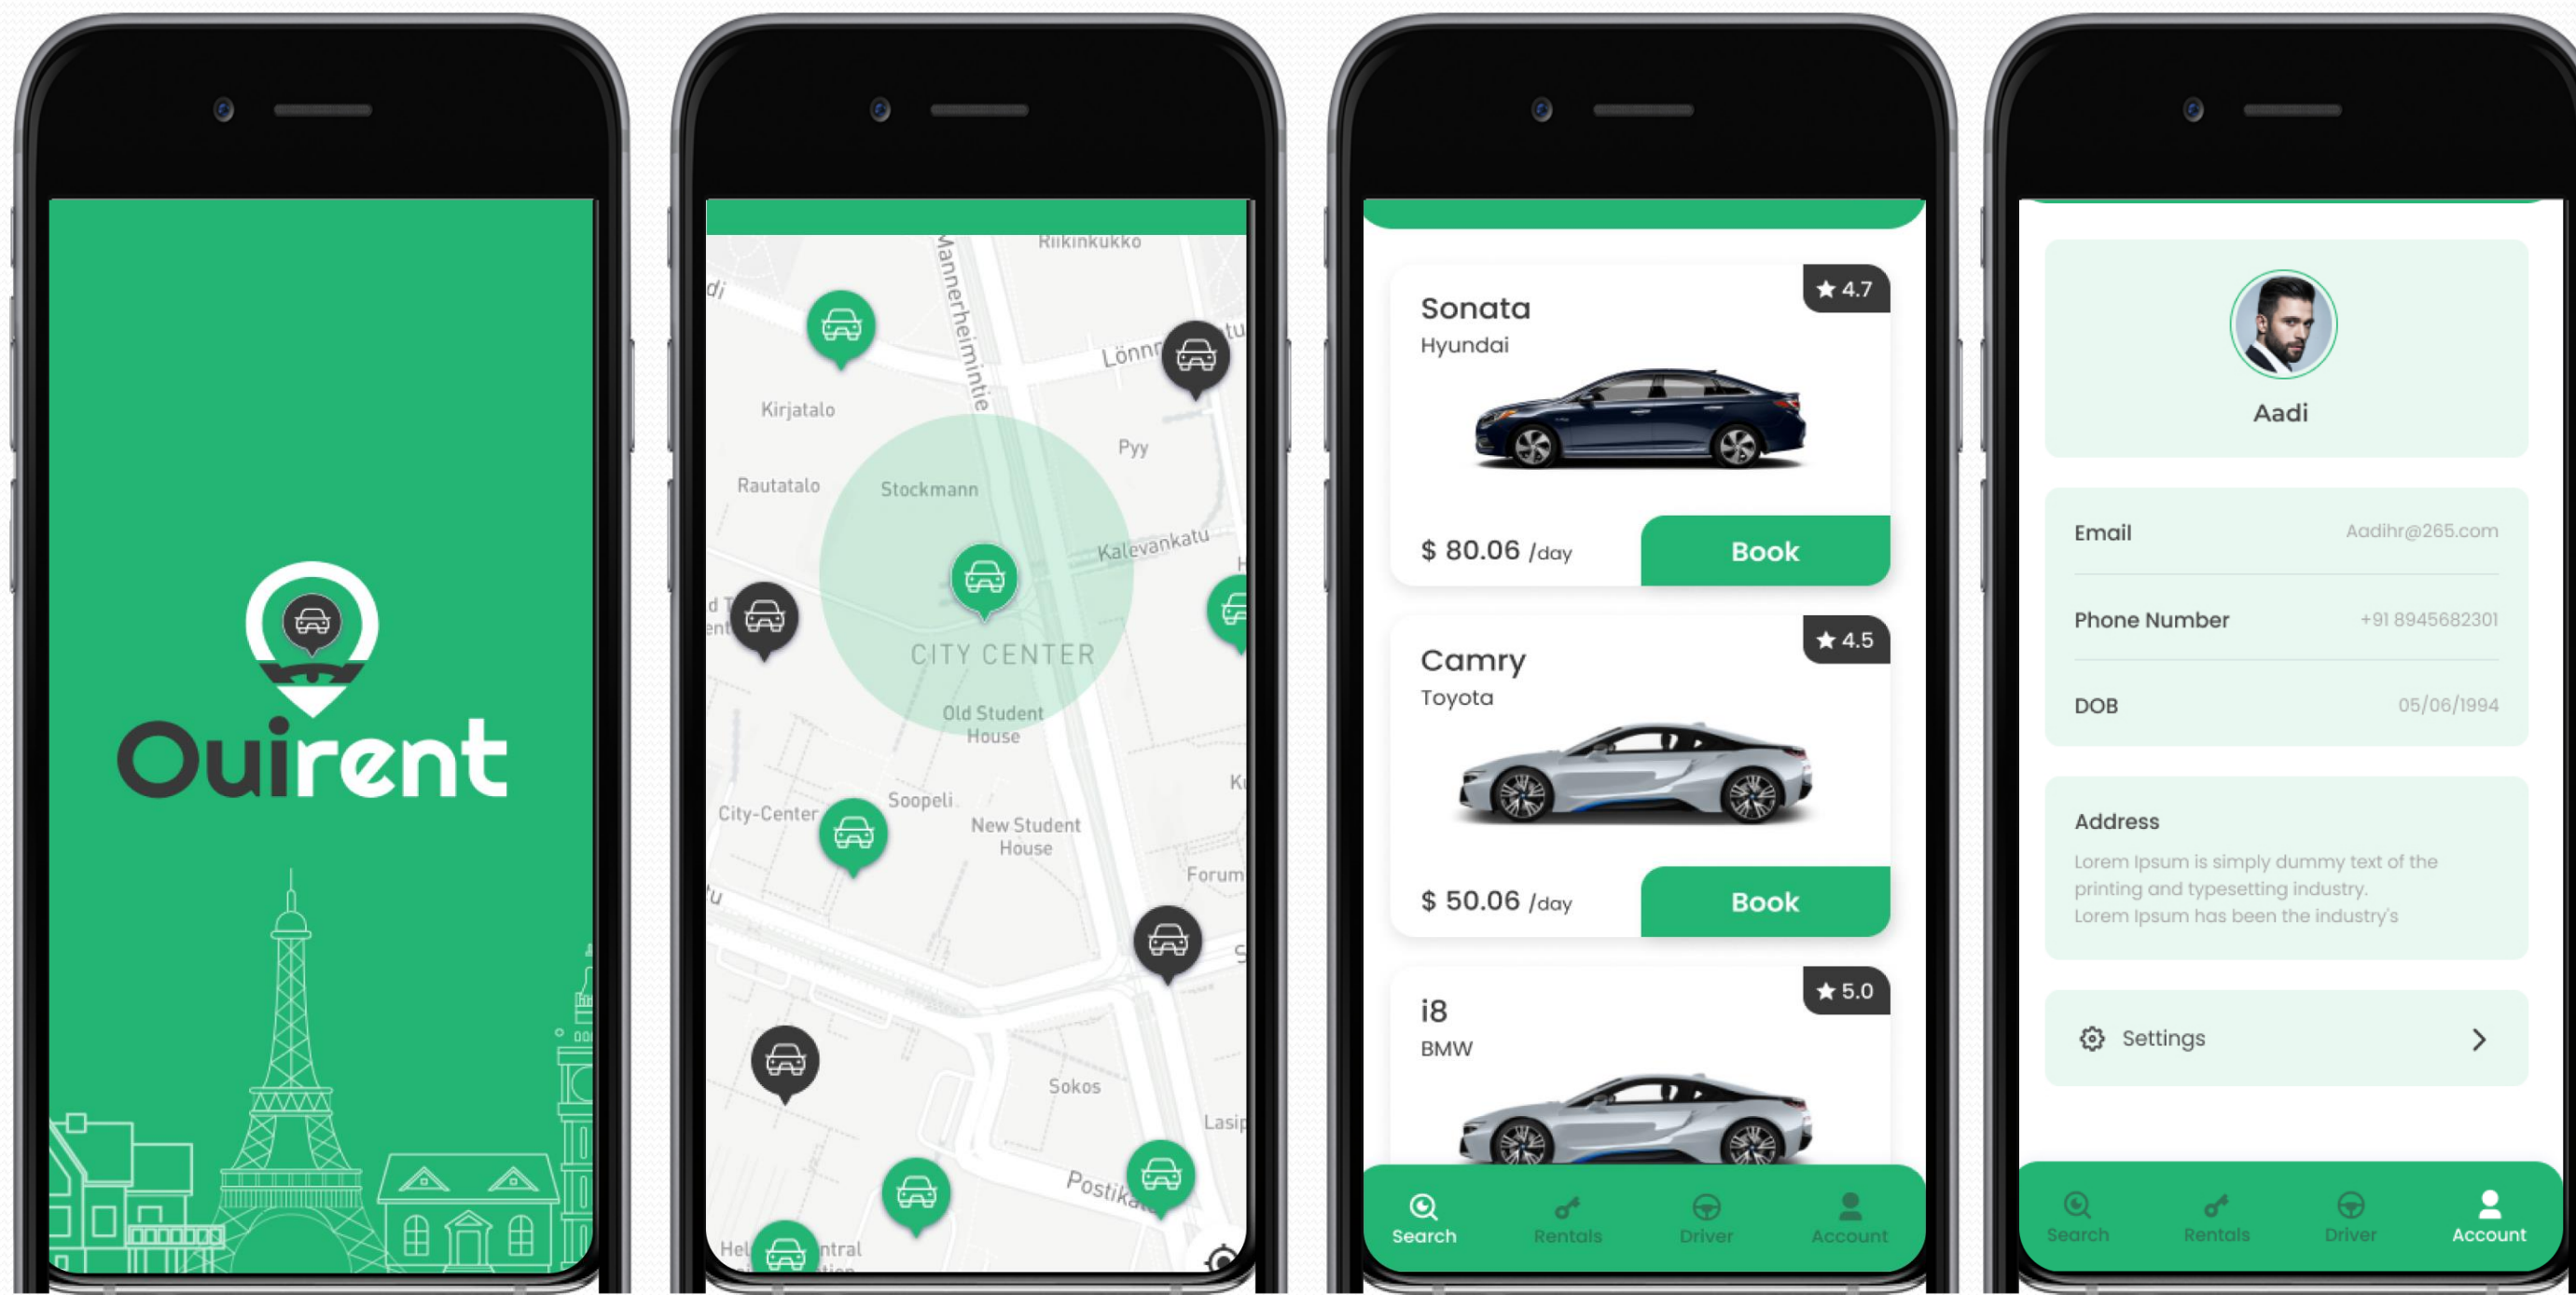 Ouirent
Riikinkukko
Mannerheimintie
Kirjatalo
Pyy
Rautatalo
Stockmann
Kalevankatu
CITY CENTER
Old Student
House
City-Center
Soopeli
New Student
House
Forum
Sokos
4.7
Sonata
Hyundai
$ 80.06 /day
Book
4.5
Camry
Toyota
$ 50.06 /day
Book
5.0
i8
BMW
Search
Rentals
Driver
Account
Aadi
Email
Aadihr@265.com
Phone Number
+91 8945682301
DOB
05/06/1994
Address
Lorem Ipsum is simply dummy text of the
printing and typesetting industry.
Lorem Ipsum has been the industry's
Settings
Search
Rentals
Driver
Account